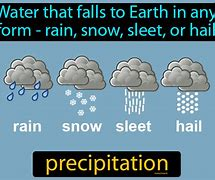 Water that falls to Earth in any
form - rain, snow, sleet, or hail
rain snow sleet hail
precipitation